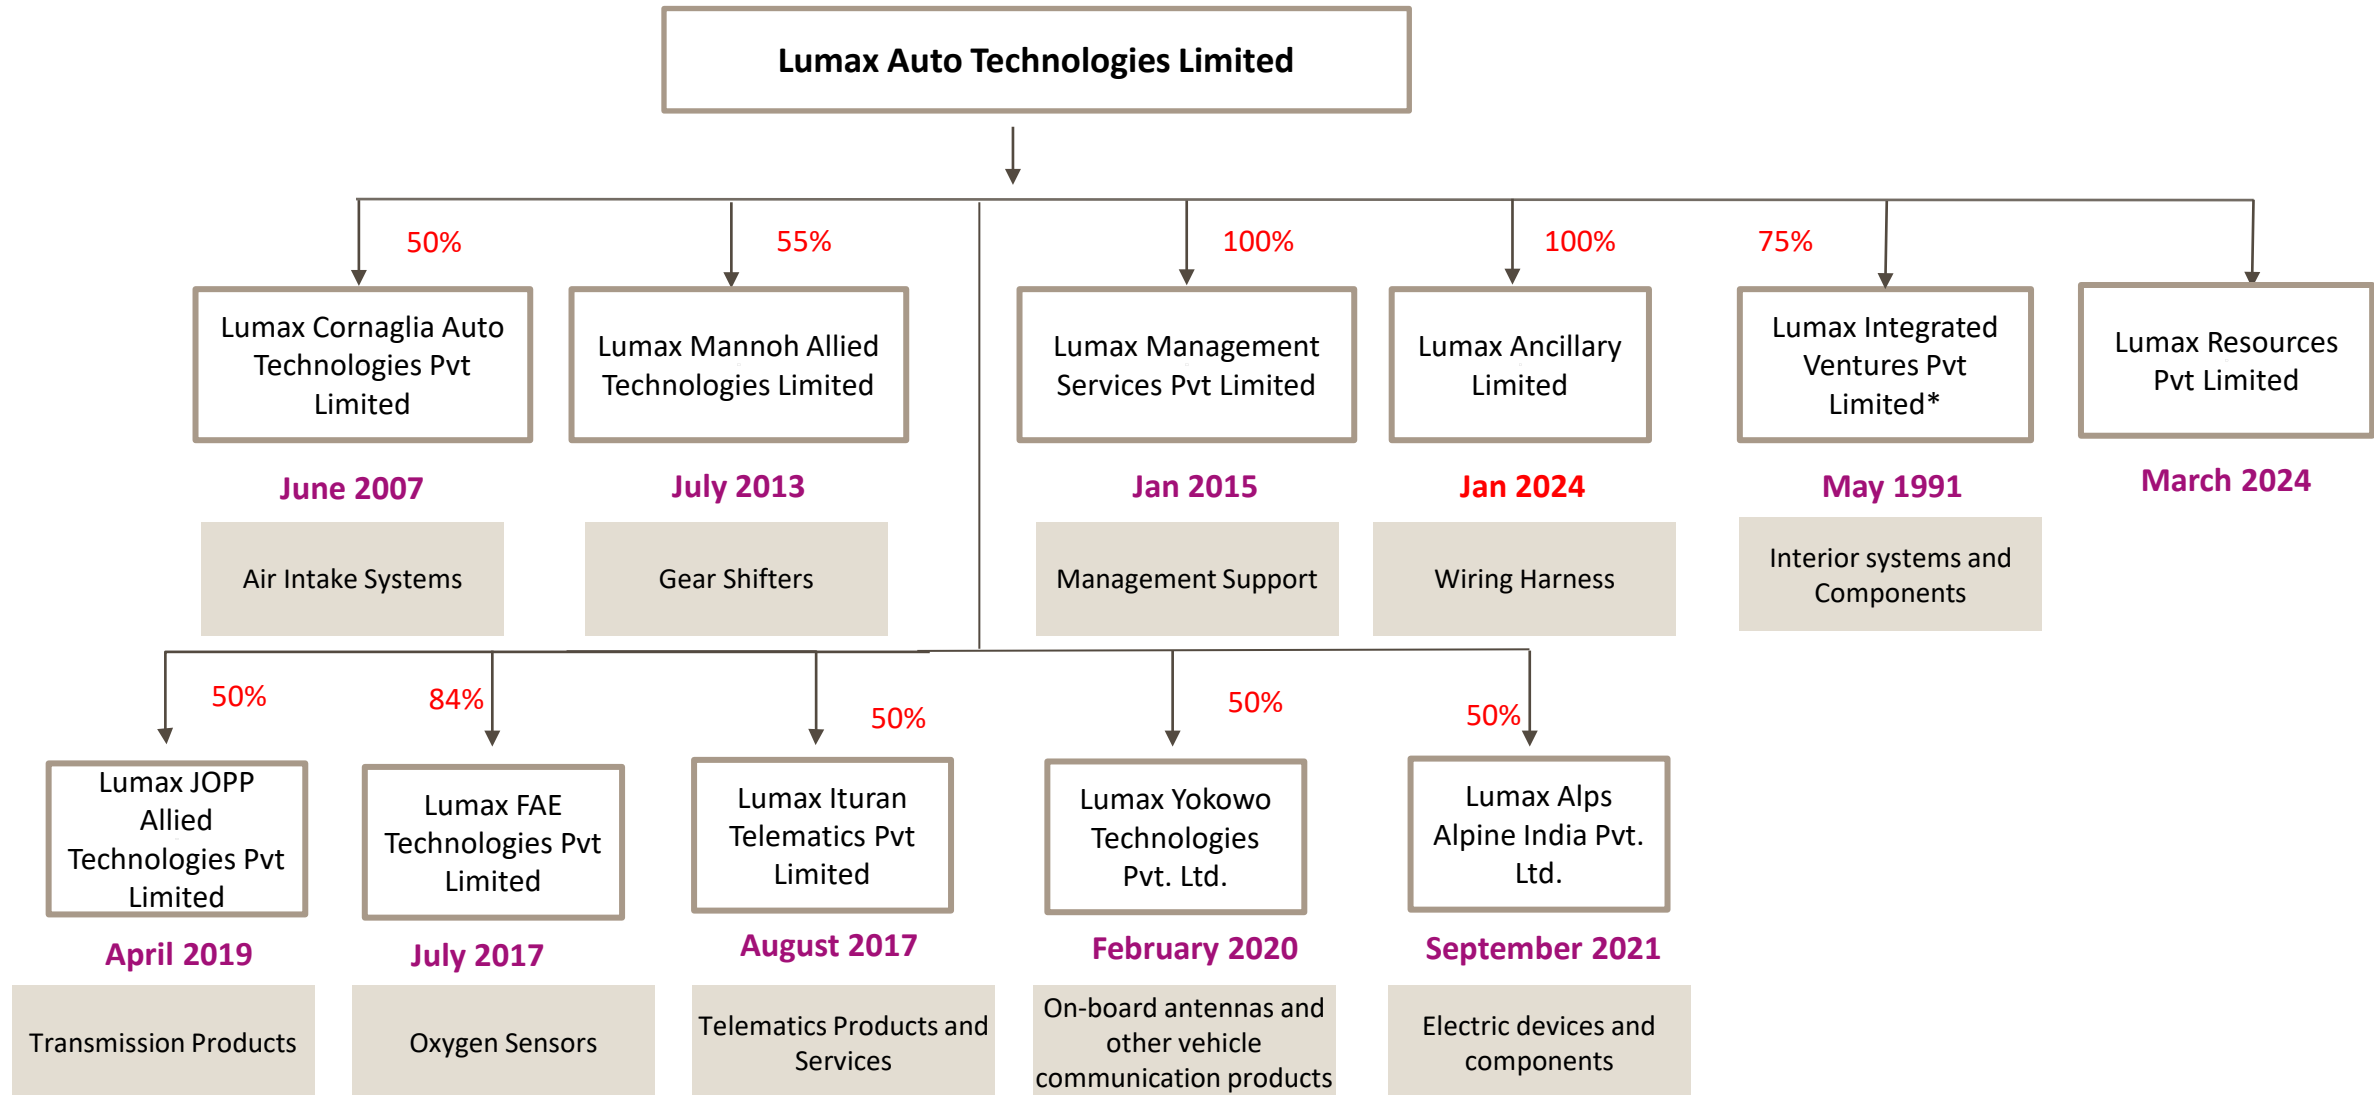 Lumax Auto Technologies Limited
50%
55%
100%
100%
75%
Lumax Cornaglia Auto
Technologies Pvt
Limited
Lumax Mannoh Allied
Technologies Limited
Lumax Management
Services Pvt Limited
Lumax Ancillary
Limited
Lumax Integrated
Ventures Pvt
Limited*
Lumax Resources
Pvt Limited
June 2007
July 2013
Jan 2015
Jan 2024
May 1991
March 2024
Air Intake Systems
Gear Shifters
Management Support
Wiring Harness
Interior systems and
Components
50%
84%
50%
50%
50%
Lumax JOPP
Allied
Technologies Pvt
Limited
Lumax FAE
Technologies Pvt
Limited
Lumax Ituran
Telematics Pvt
Limited
Lumax Yokowo
Technologies
Pvt. Ltd.
Lumax Alps
Alpine India Pvt.
Ltd.
April 2019
July 2017
August 2017
February 2020
September 2021
Transmission Products
Oxygen Sensors
Telematics Products and
Services
On-board antennas and
other vehicle
communication products
Electric devices and
components